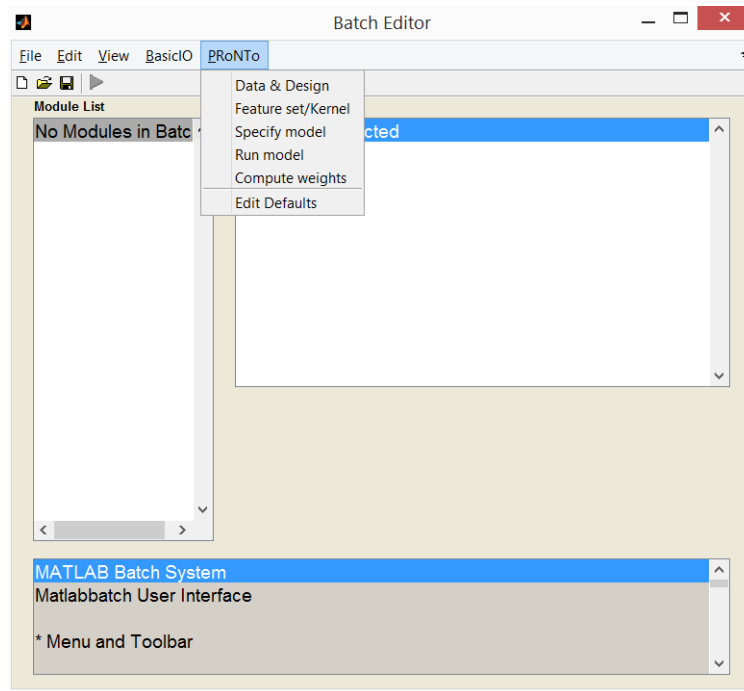 Batch Editor
File Edit View BasicIO PRoNTo
Data & Design
Feature set/Kernel
Specify model
Run model
Compute weights
Edit Defaults
Module List
No Modules in Batc
cted
MATLAB Batch System
Matlabbatch User Interface
* Menu and Toolbar